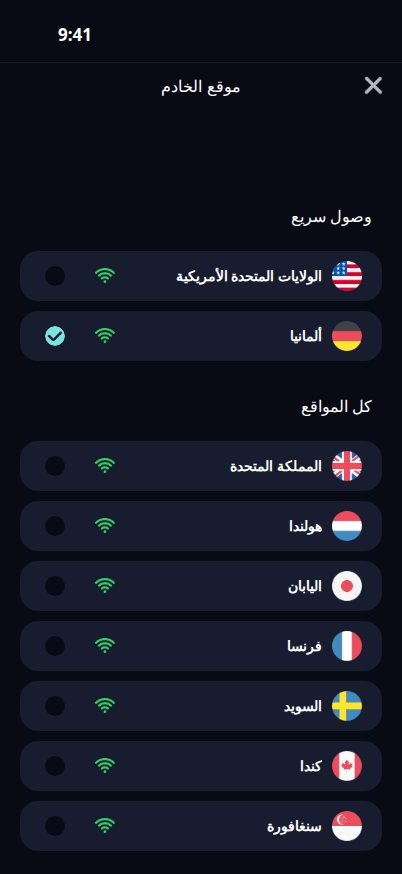 9:41
موقع الخادم
وصول سريع
الولايات المتحدة الأمريكية
ألمانيا
كل المواقع
المملكة المتحدة
هولندا
اليابان
فرنسا
السويد
كندا
سنغافورة